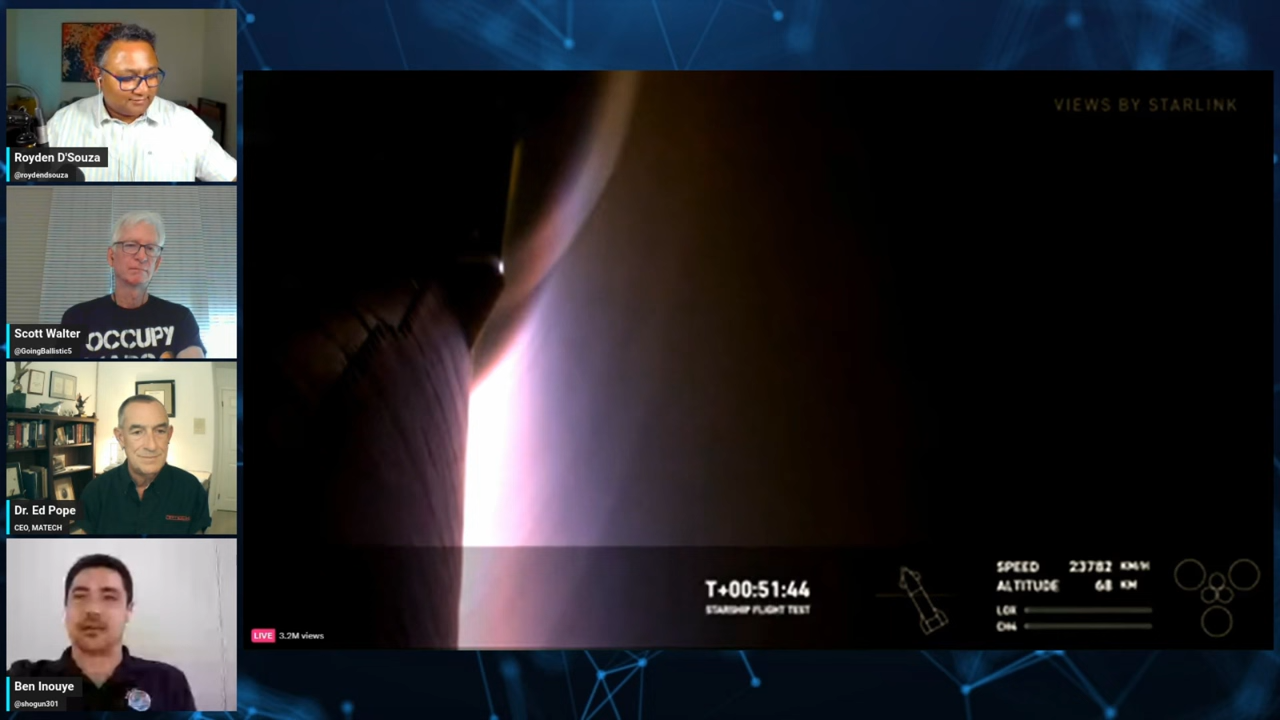 Royden D'Souza
@roydendsouza
Scott Walter
@GoingBallistic5
OCCUPY
Dr. Ed Pope
CEO, MATECH
Ben Inouye
@shogun301
VIEWS BY STARLINK
LIVE 3.2M views
T+00:51:44
STARSHIP FLIGHT TEST
SPEED 23782 KM/H
ALTITUDE 68 KM
LOX
CH4